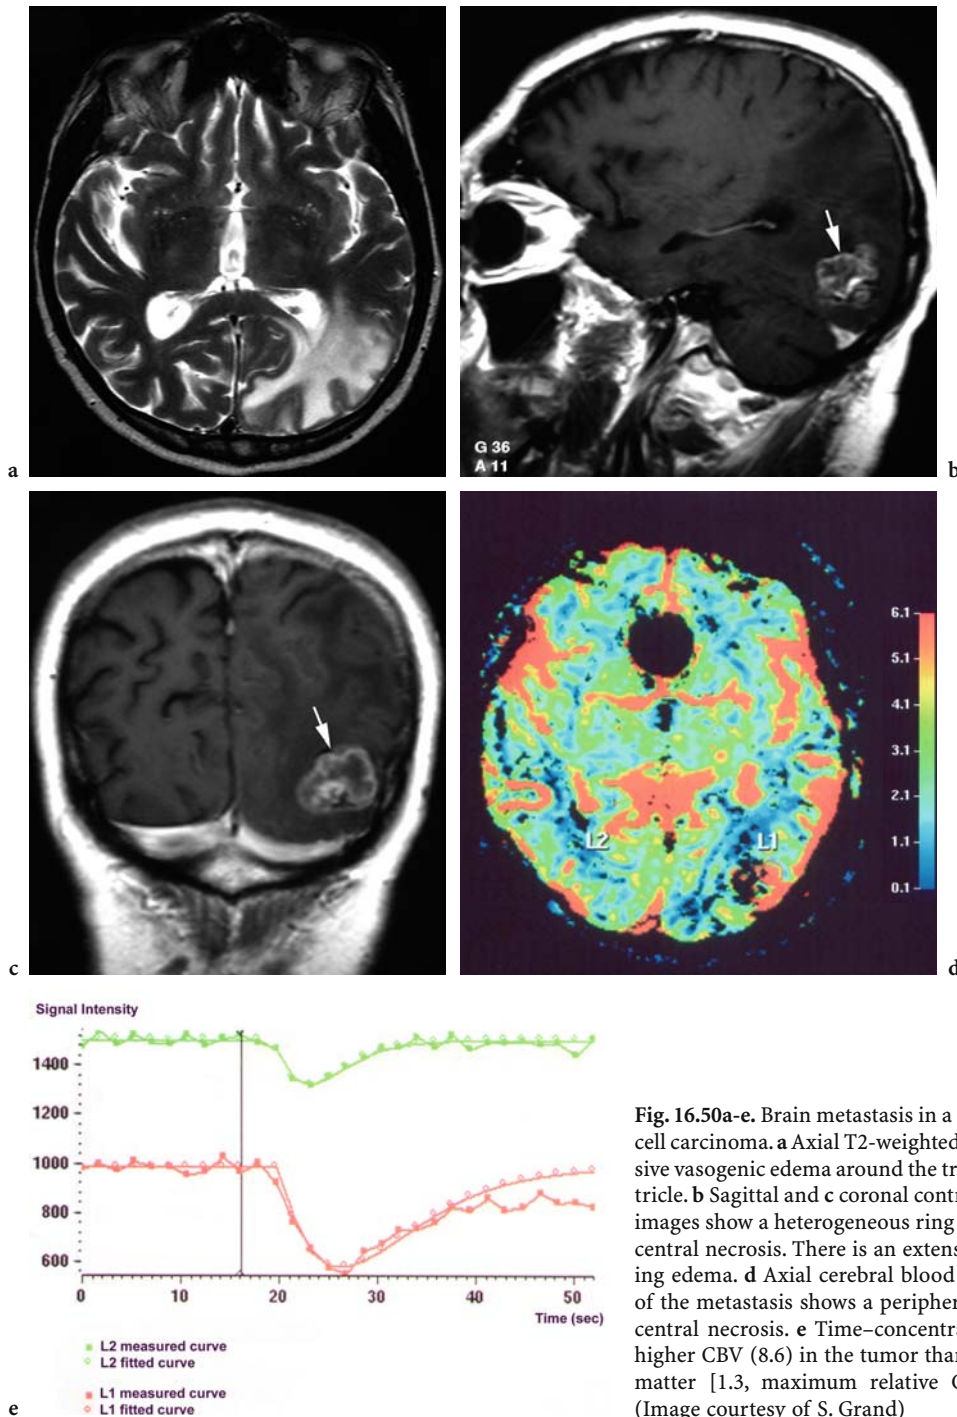 G 36
A 11
a
b
c
6.1
5.1
4.1
3.1
2.1
1.1
0.1
L2
L1
d
Signal Intensity
1400
1200
1000
800
600
0
10
20
30
40
50
Time (sec)
L2 measured curve
L2 fitted curve
L1 measured curve
L1 fitted curve
e
Fig. 16.50a-e. Brain metastasis in a
cell carcinoma. a Axial T2-weighted
sive vasogenic edema around the tr
tricle. b Sagittal and c coronal contr
images show a heterogeneous ring
central necrosis. There is an extens
ing edema. d Axial cerebral blood
of the metastasis shows a peripher
central necrosis. e Time–concentra
higher CBV (8.6) in the tumor than
matter [1.3, maximum relative C
(Image courtesy of S. Grand)